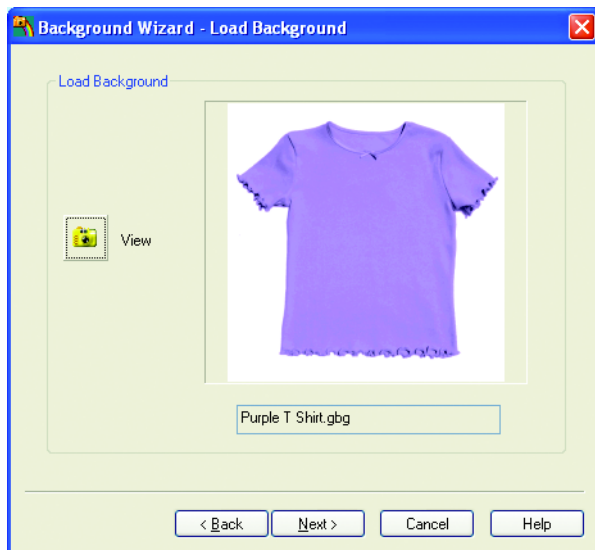 Background Wizard - Load Background
Load Background
View
Purple T Shirt.gbg
< Back
Next >
Cancel
Help